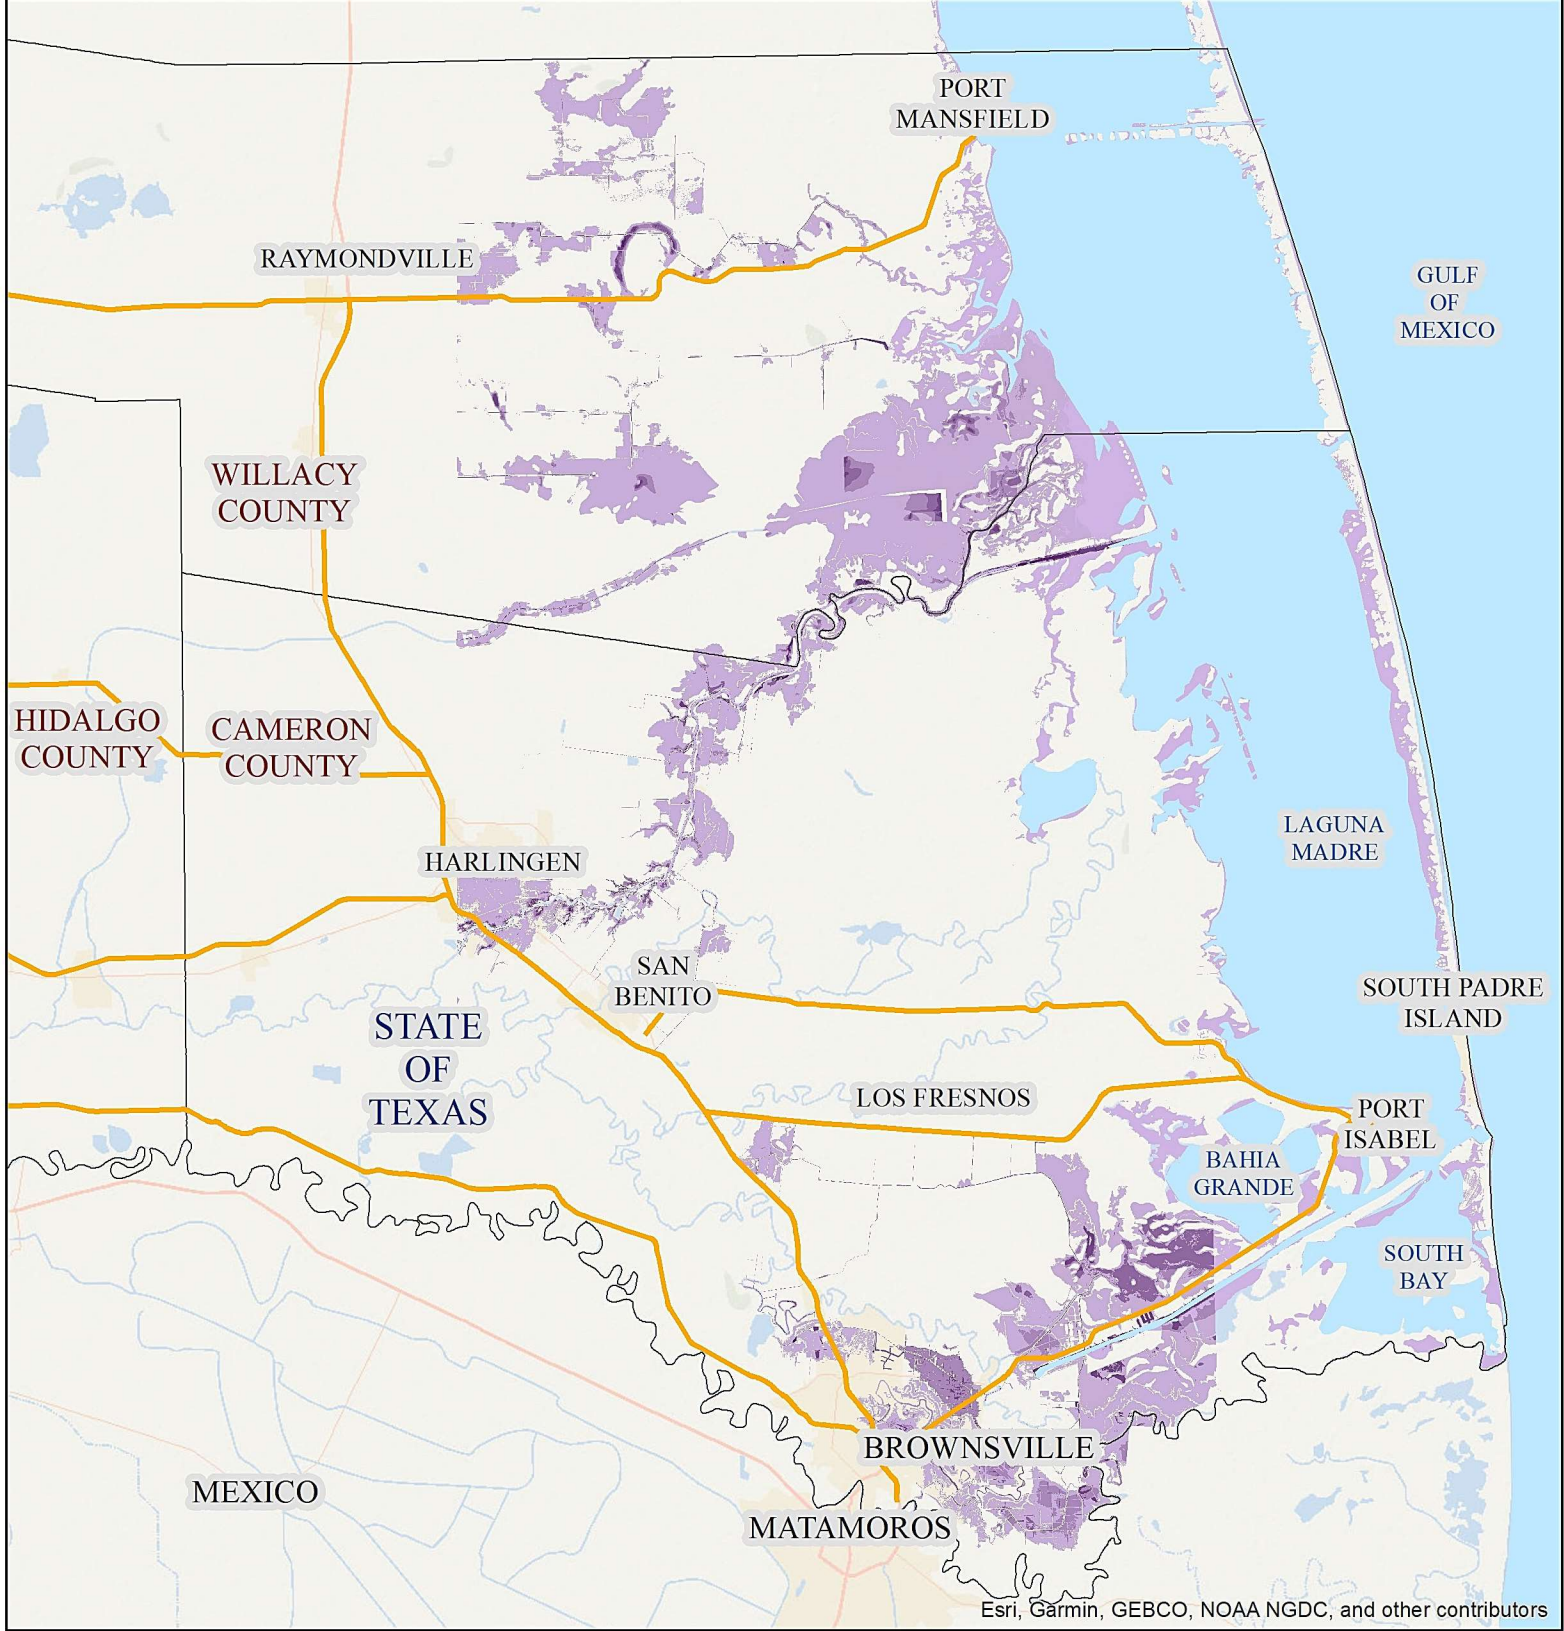 PORT
MANSFIELD
RAYMONDVILLE
GULF
OF
MEXICO
WILLACY
COUNTY
HIDALGO
COUNTY
CAMERON
COUNTY
LAGUNA
MADRE
HARLINGEN
SAN
BENITO
SOUTH PADRE
ISLAND
STATE
OF
TEXAS
LOS FRESNOS
PORT
ISABEL
BAHIA
GRANDE
SOUTH
BAY
BROWNSVILLE
MEXICO
MATAMOROS
Esri, Garmin, GEBCO, NOAA NGDC, and other contributors